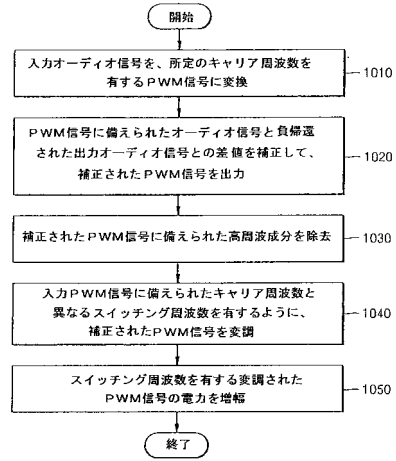 開始
入力オーディオ信号を、所定のキャリア周波数を
有するPWM信号に変換
1010
PWM信号に備えられたオーディオ信号と負帰還
された出力オーディオ信号との差値を補正して、
補正されたPWM信号を出力
1020
補正されたPWM信号に備えられた高周波成分を除去
1030
入力PWM信号に備えられたキャリア周波数と
異なるスイッチング周波数を有するように、
補正されたPWM信号を変調
1040
スイッチング周波数を有する変調された
PWM信号の電力を増幅
1050
終了